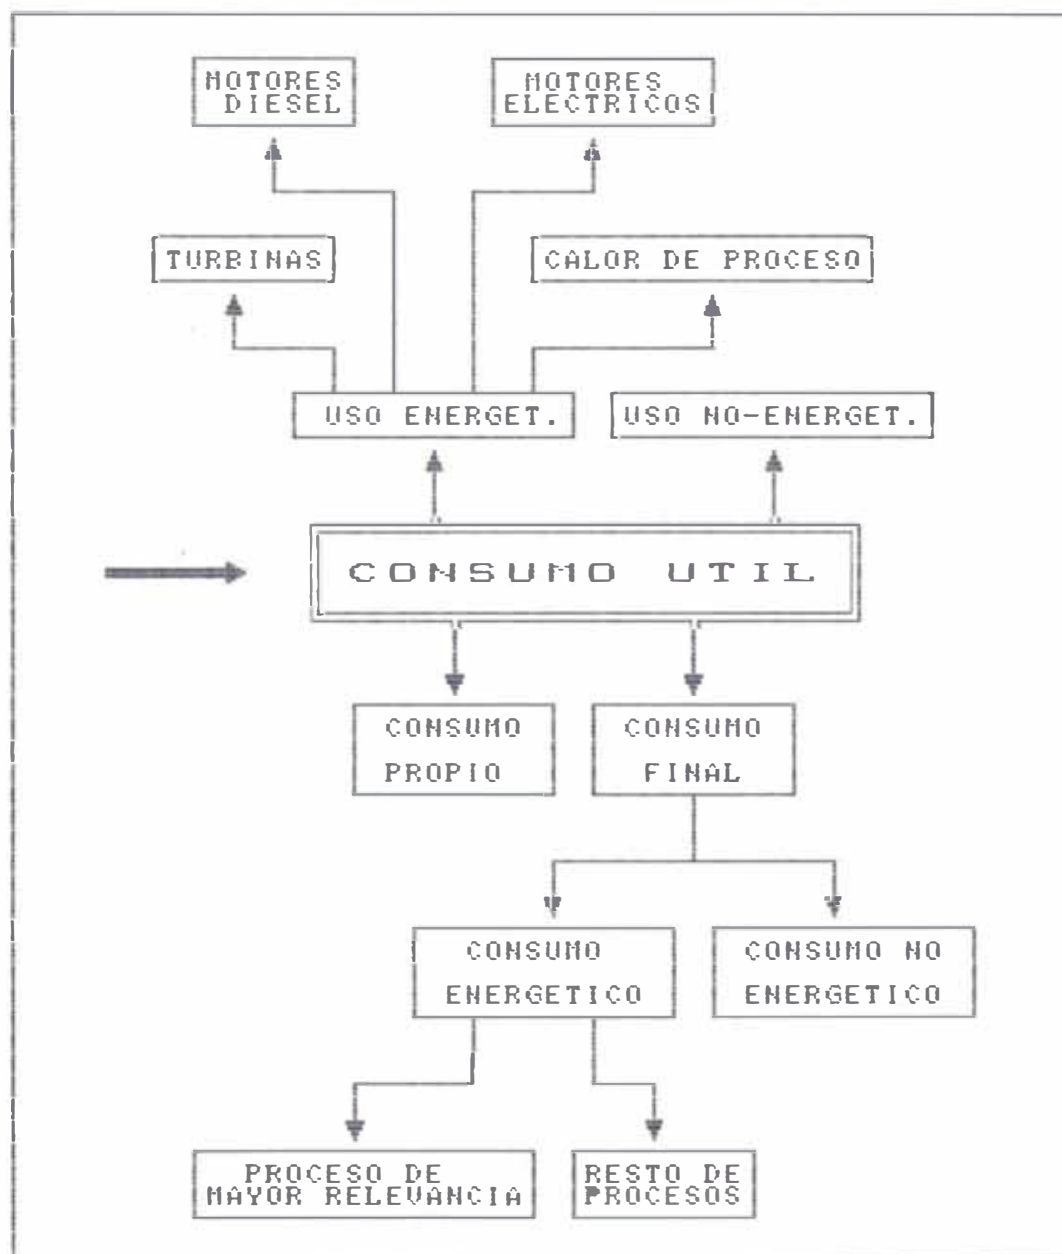 MOTORES
DIESEL
MOTORES
ELECTRICOS
TURBINAS
CALOR DE PROCESO
USO ENERGET.
USO NO-ENERGET.
CONSUMO UTIL
CONSUMO
PROPIO
CONSUMO
FINAL
CONSUMO
ENERGETICO
CONSUMO NO
ENERGETICO
PROCESO DE
MAYOR RELEVANCIA
RESTO DE
PROCESOS